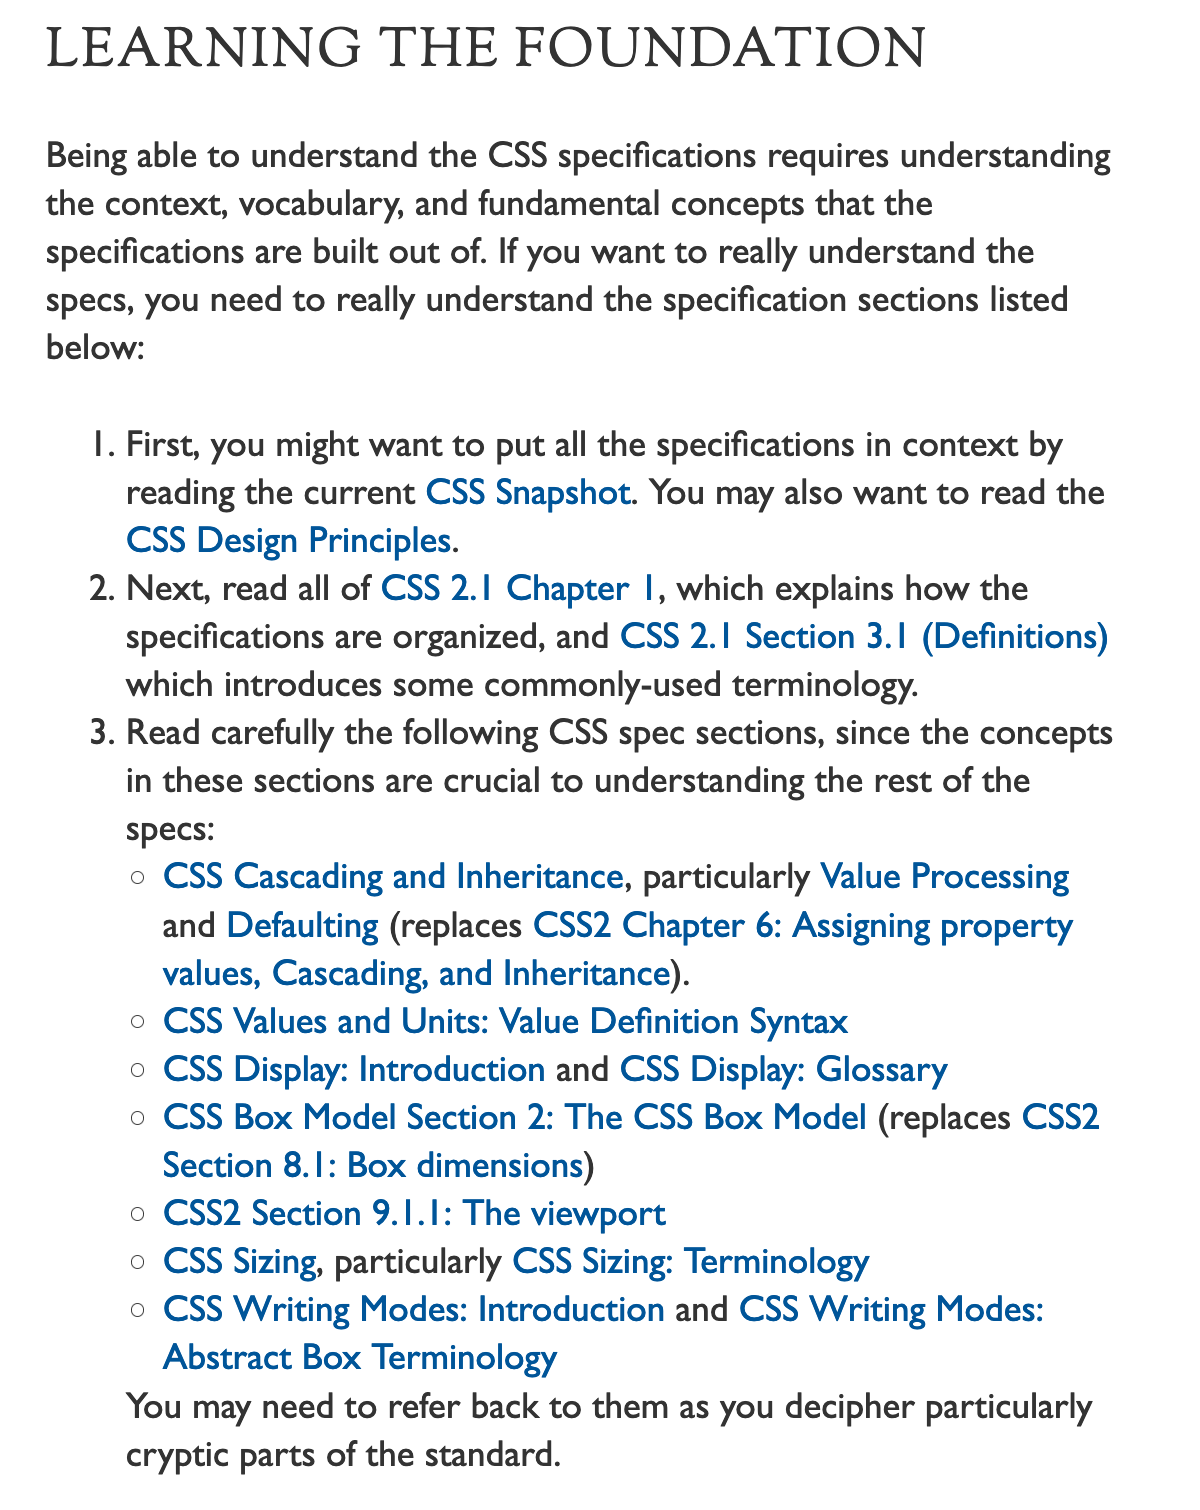 LEARNING THE FOUNDATION
Being able to understand the CSS specifications requires understanding
the context, vocabulary, and fundamental concepts that the
specifications are built out of. If you want to really understand the
specs, you need to really understand the specification sections listed
below:
1. First, you might want to put all the specifications in context by
reading the current CSS Snapshot. You may also want to read the
CSS Design Principles.
2. Next, read all of CSS 2.1 Chapter 1, which explains how the
specifications are organized, and CSS 2.1 Section 3.1 (Definitions)
which introduces some commonly-used terminology.
3. Read carefully the following CSS spec sections, since the concepts
in these sections are crucial to understanding the rest of the
specs:
○ CSS Cascading and Inheritance, particularly Value Processing
and Defaulting (replaces CSS2 Chapter 6: Assigning property
values, Cascading, and Inheritance).
○ CSS Values and Units: Value Definition Syntax
○ CSS Display: Introduction and CSS Display: Glossary
○ CSS Box Model Section 2: The CSS Box Model (replaces CSS2
Section 8.1: Box dimensions)
○ CSS2 Section 9.1.1: The viewport
○ CSS Sizing, particularly CSS Sizing: Terminology
○ CSS Writing Modes: Introduction and CSS Writing Modes:
Abstract Box Terminology
You may need to refer back to them as you decipher particularly
cryptic parts of the standard.